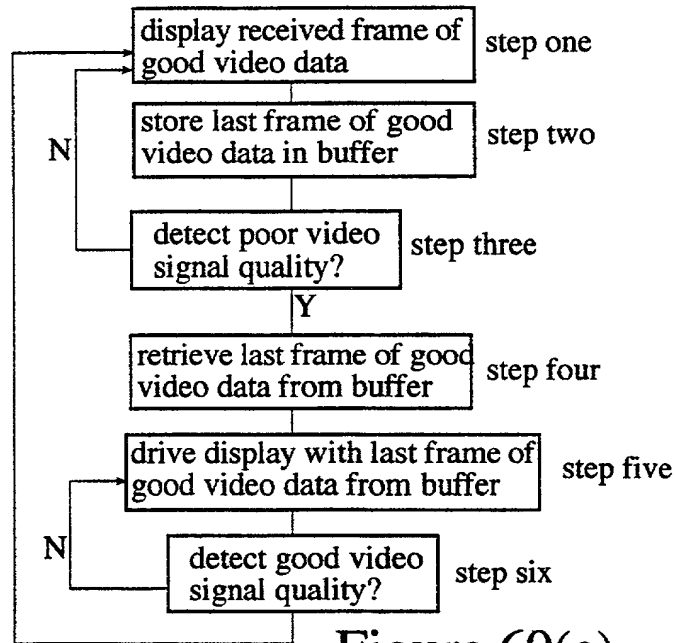 display received frame of
good video data
step one
N
store last frame of good
video data in buffer
step two
detect poor video
signal quality?
step three
Y
retrieve last frame of good
video data from buffer
step four
drive display with last frame of
good video data from buffer
step five
N
detect good video
signal quality?
step six